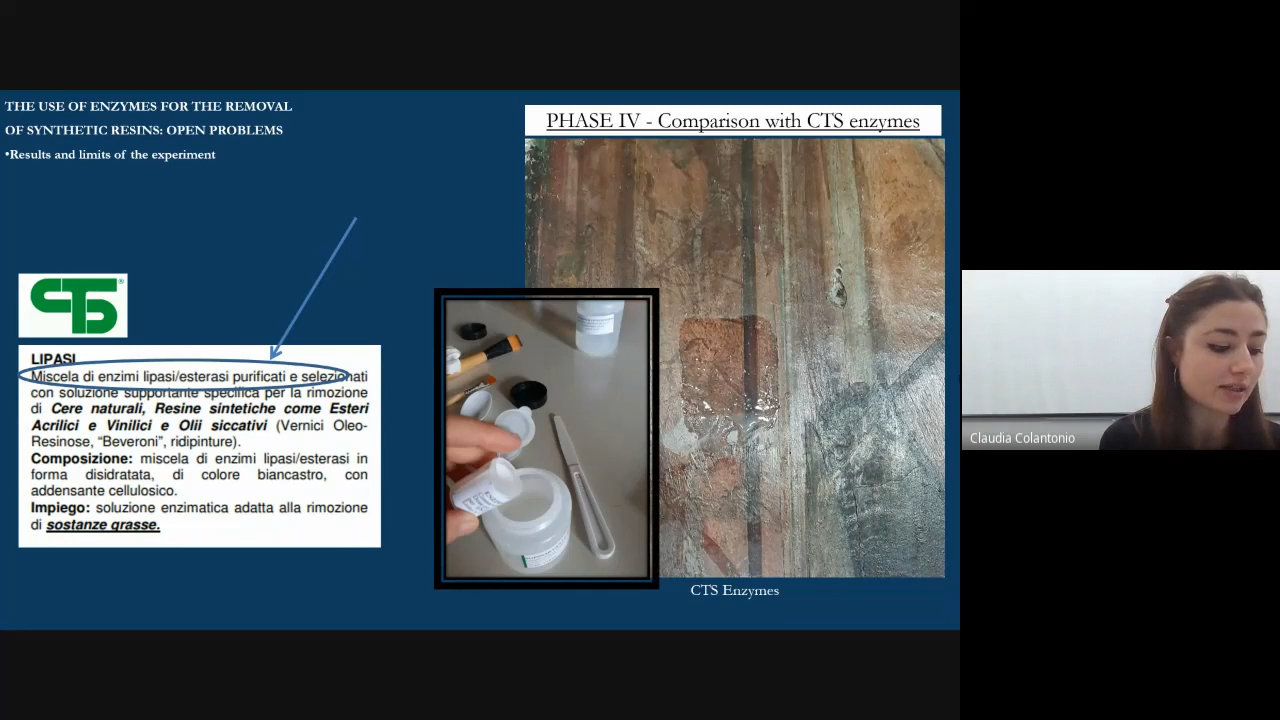 THE USE OF ENZYMES FOR THE REMOVAL
OF SYNTHETIC RESINS: OPEN PROBLEMS
•Results and limits of the experiment
PHASE IV - Comparison with CTS enzymes
CTS®
LIPASI
Miscela di enzimi lipasi/esterasi purificati e selezionati
con soluzione supportante specifica per la rimozione
di Cere naturali, Resine sintetiche come Esteri
Acrilici e Vinilici e Olii siccativi (Vernici Oleo-
Resinose, “Beveroni”, ridipinture).
Composizione: miscela di enzimi lipasi/esterasi in
forma disidratata, di colore biancastro, con
addensante cellulosico.
Impiego: soluzione enzimatica adatta alla rimozione
di sostanze grasse.
CTS Enzymes
Claudia Colantonio